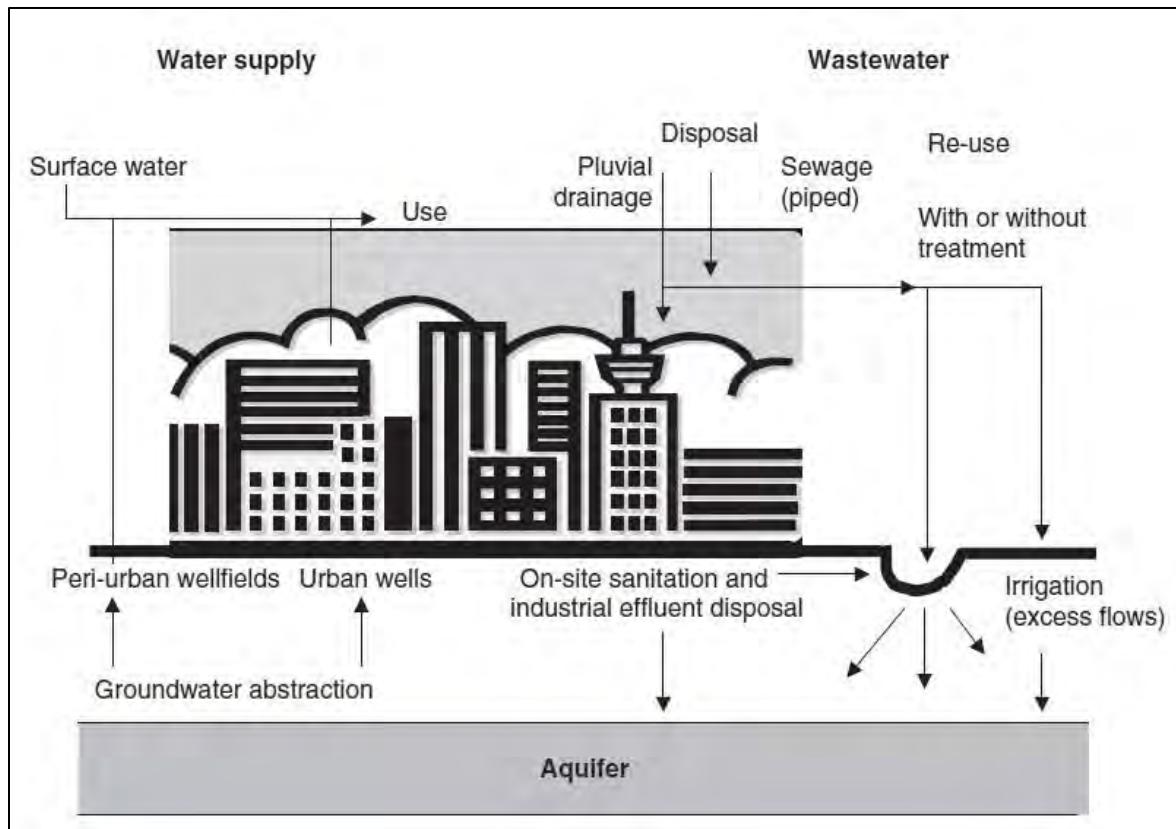 Water supply
Wastewater
Disposal
Re-use
Surface water
Pluvial
drainage
Sewage
(piped)
Use
With or without
treatment
Peri-urban wellfields
Urban wells
On-site sanitation and
industrial effluent disposal
Irrigation
(excess flows)
Groundwater abstraction
Aquifer